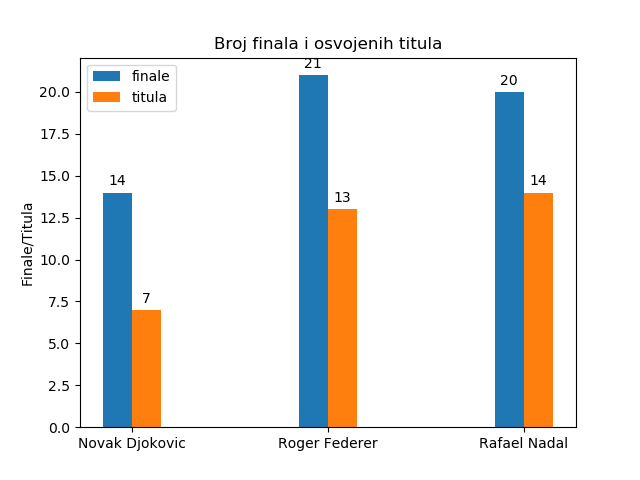 Broj finala i osvojenih titula
finale
titula
Finale/Titula
20.0
17.5
15.0
12.5
10.0
7.5
5.0
2.5
0.0
14
7
21
13
20
14
Novak Djokovic
Roger Federer
Rafael Nadal